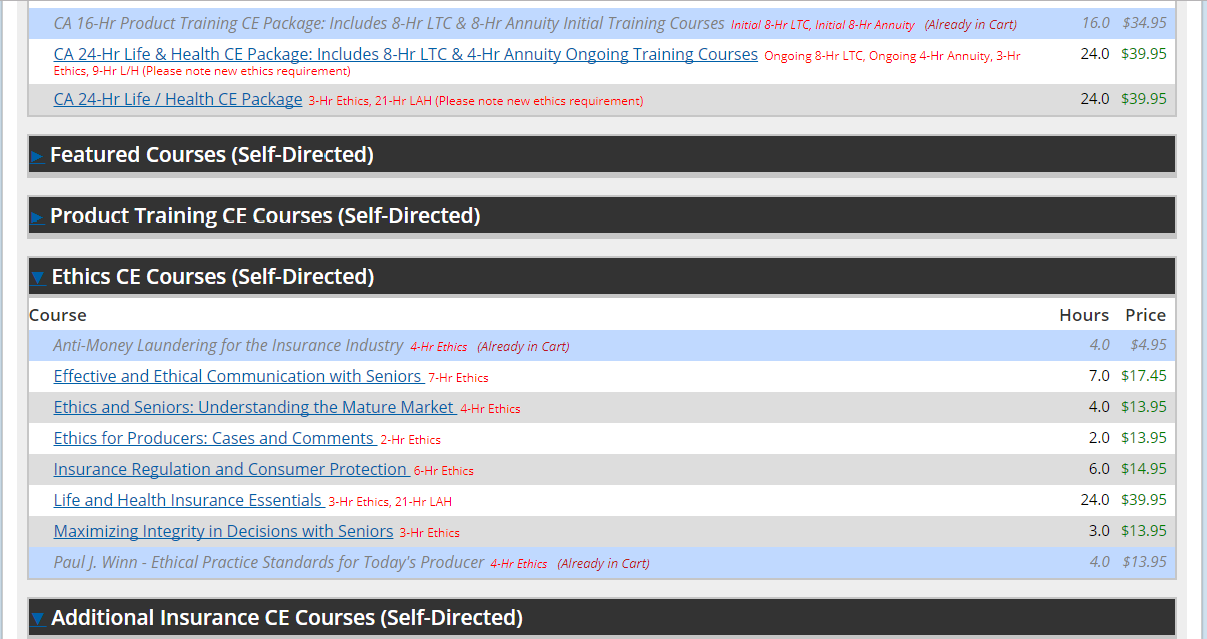 CA 16-Hr Product Training CE Package: Includes 8-Hr LTC & 8-Hr Annuity Initial Training Courses Initial 8-Hr LTC, Initial 8-Hr Annuity (Already in Cart) 16.0 $34.95
CA 24-Hr Life & Health CE Package: Includes 8-Hr LTC & 4-Hr Annuity Ongoing Training Courses Ongoing 8-Hr LTC, Ongoing 4-Hr Annuity, 3-Hr 24.0 $39.95
Ethics, 9-Hr L/H (Please note new ethics requirement)
CA 24-Hr Life / Health CE Package 3-Hr Ethics, 21-Hr LAH (Please note new ethics requirement) 24.0 $39.95
Featured Courses (Self-Directed)
Product Training CE Courses (Self-Directed)
Ethics CE Courses (Self-Directed)
Course Hours Price
Anti-Money Laundering for the Insurance Industry 4-Hr Ethics (Already in Cart) 4.0 $4.95
Effective and Ethical Communication with Seniors 7-Hr Ethics 7.0 $17.45
Ethics and Seniors: Understanding the Mature Market 4-Hr Ethics 4.0 $13.95
Ethics for Producers: Cases and Comments 2-Hr Ethics 2.0 $13.95
Insurance Regulation and Consumer Protection 6-Hr Ethics 6.0 $14.95
Life and Health Insurance Essentials 3-Hr Ethics, 21-Hr LAH 24.0 $39.95
Maximizing Integrity in Decisions with Seniors 3-Hr Ethics 3.0 $13.95
Paul J. Winn - Ethical Practice Standards for Today's Producer 4-Hr Ethics (Already in Cart) 4.0 $13.95
Additional Insurance CE Courses (Self-Directed)